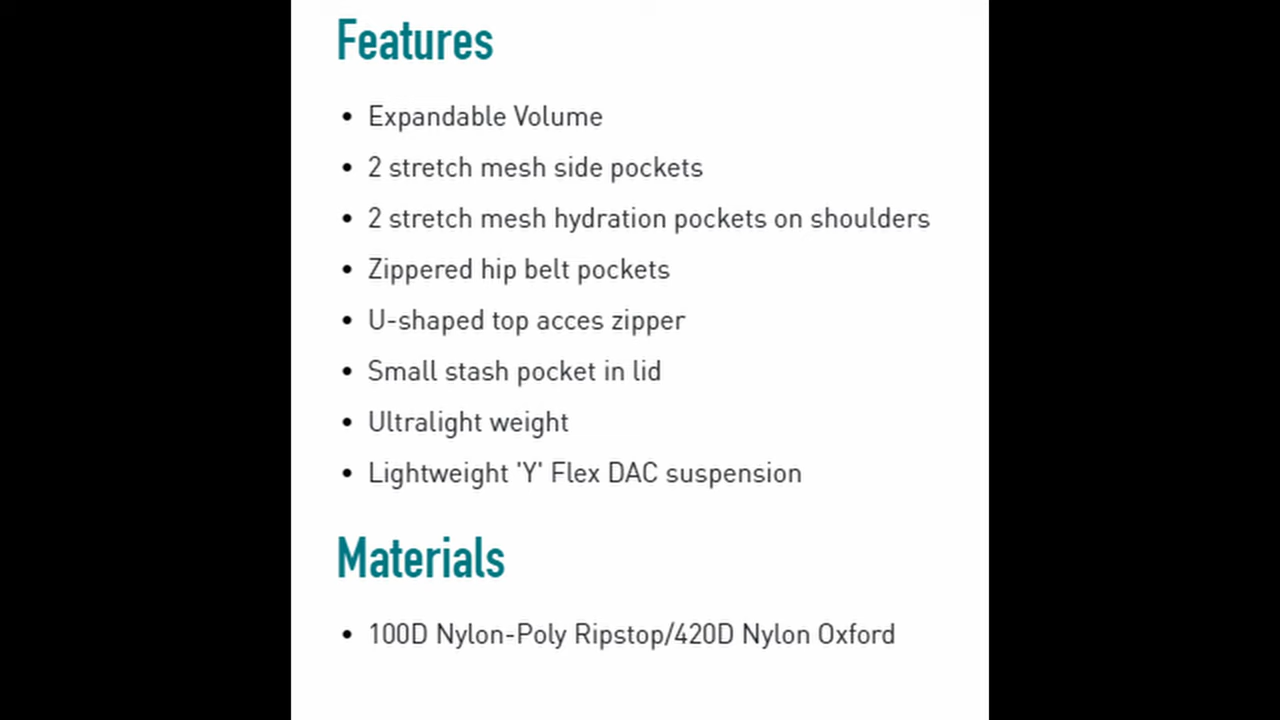 Features
• Expandable Volume
• 2 stretch mesh side pockets
• 2 stretch mesh hydration pockets on shoulders
• Zippered hip belt pockets
• U-shaped top acces zipper
• Small stash pocket in lid
• Ultralight weight
• Lightweight 'Y' Flex DAC suspension
Materials
• 100D Nylon-Poly Ripstop/420D Nylon Oxford